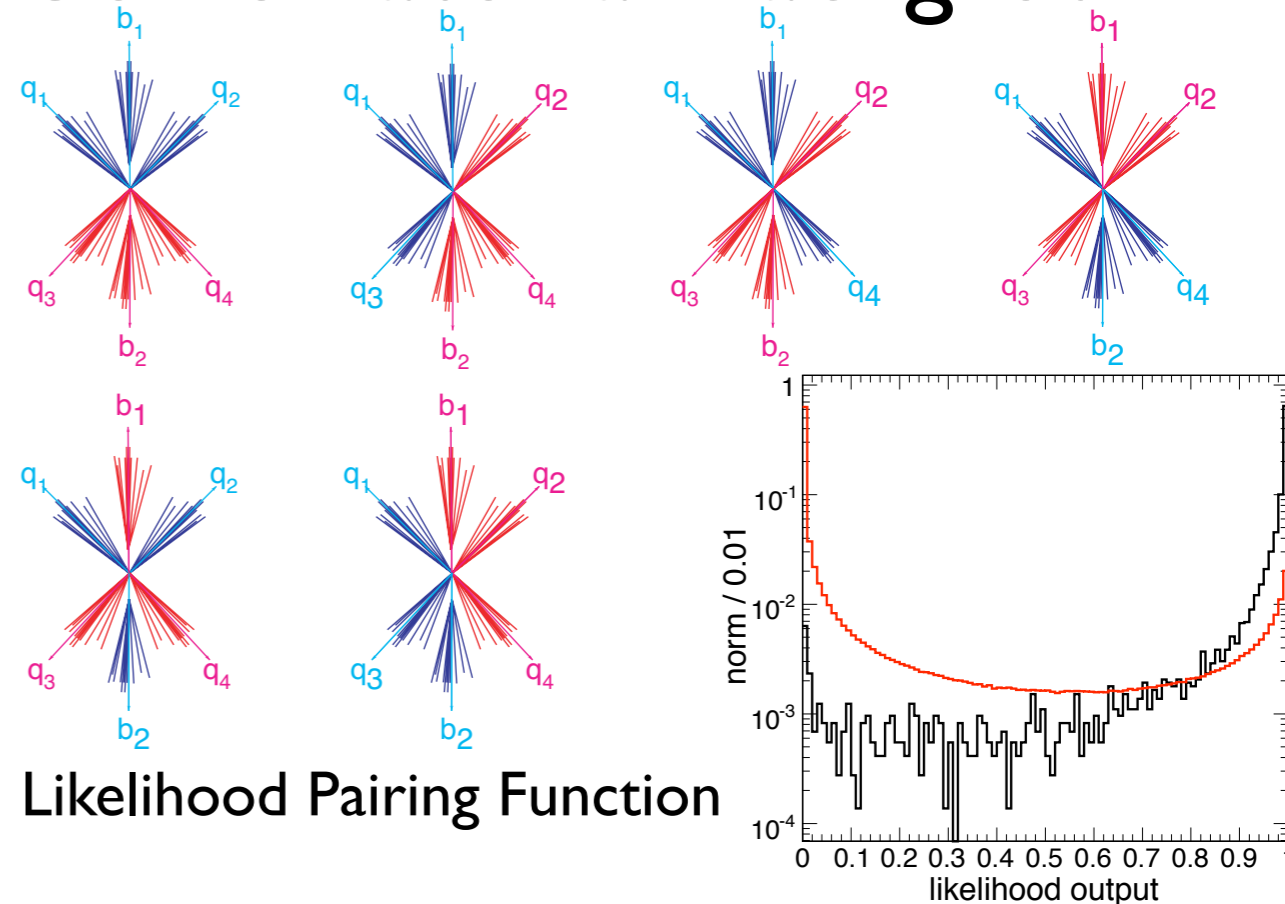 b1 b1 b1 b1
q1 q2 q1 q2 q1 q2 q1 q2
q3 q4 q3 q4 q3 q4 q3 q4
b2 b2 b2 b2
b1 b1
q1 q2 q1 q2
q3 q4 q3 q4
b2 b2
Likelihood Pairing Function
norm / 0.01
1
10-1
10-2
10-3
10-4
0 0.1 0.2 0.3 0.4 0.5 0.6 0.7 0.8 0.9
likelihood output